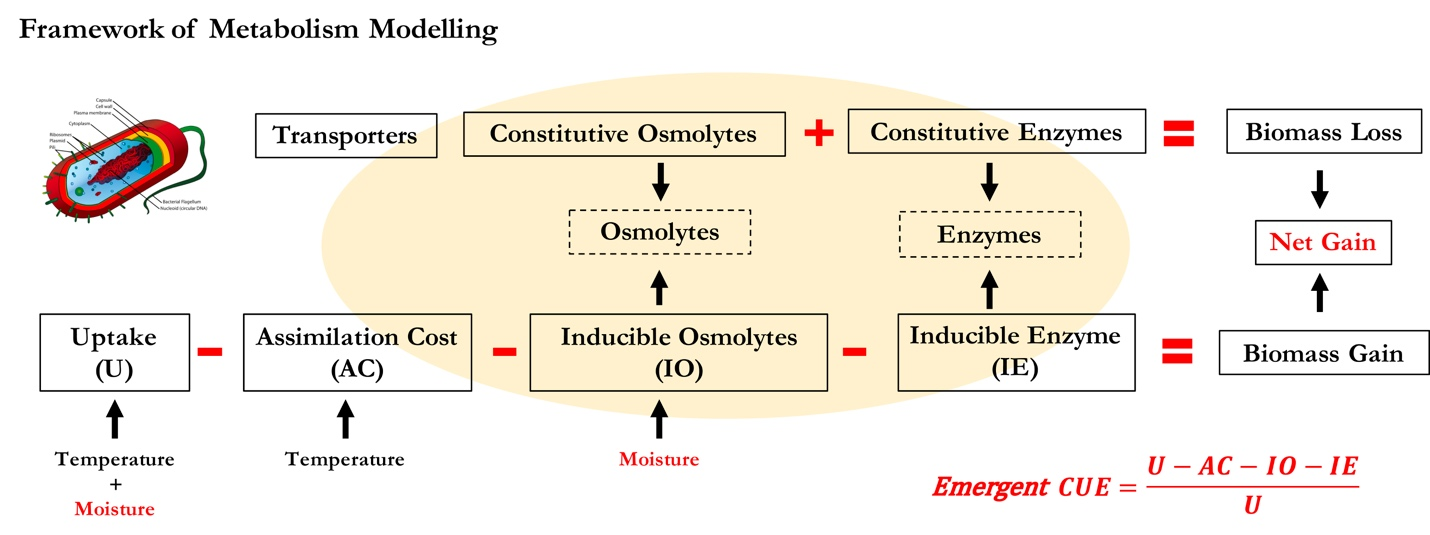 Framework of Metabolism Modelling
Capsule
Cell wall
Plasma membrane
Cytoplasm
Ribosomes
Plasmid
Pili
Bacterial Flagellum
Nucleoid (circular DNA)
Transporters
Constitutive Osmolytes
+
Constitutive Enzymes
=
Biomass Loss
Osmolytes
Enzymes
Net Gain
Uptake
(U)
-
Assimilation Cost
(AC)
-
Inducible Osmolytes
(IO)
-
Inducible Enzyme
(IE)
=
Biomass Gain
Temperature
+
Moisture
Temperature
Moisture
Emergent CUE = (U − AC − IO − IE) / U